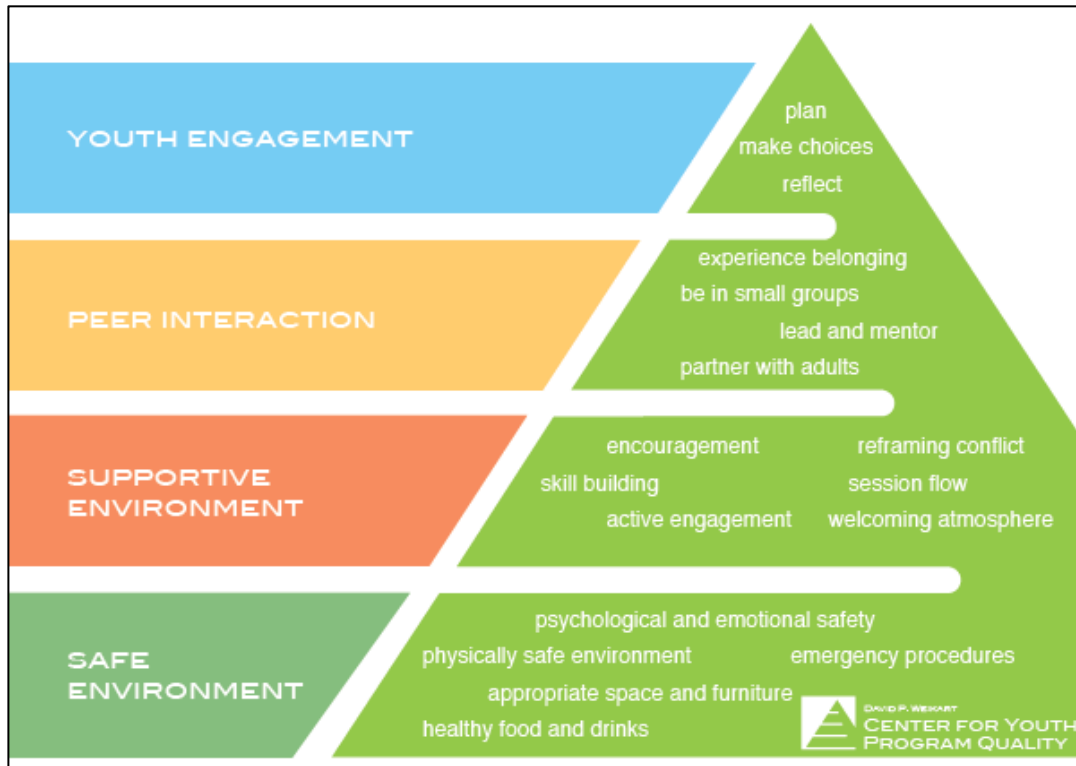 YOUTH ENGAGEMENT
plan
make choices
reflect
PEER INTERACTION
experience belonging
be in small groups
lead and mentor
partner with adults
SUPPORTIVE
ENVIRONMENT
encouragement
reframing conflict
skill building
session flow
active engagement
welcoming atmosphere
SAFE
ENVIRONMENT
psychological and emotional safety
physically safe environment
emergency procedures
appropriate space and furniture
healthy food and drinks
DAVID P. WEIKART
CENTER FOR YOUTH
PROGRAM QUALITY